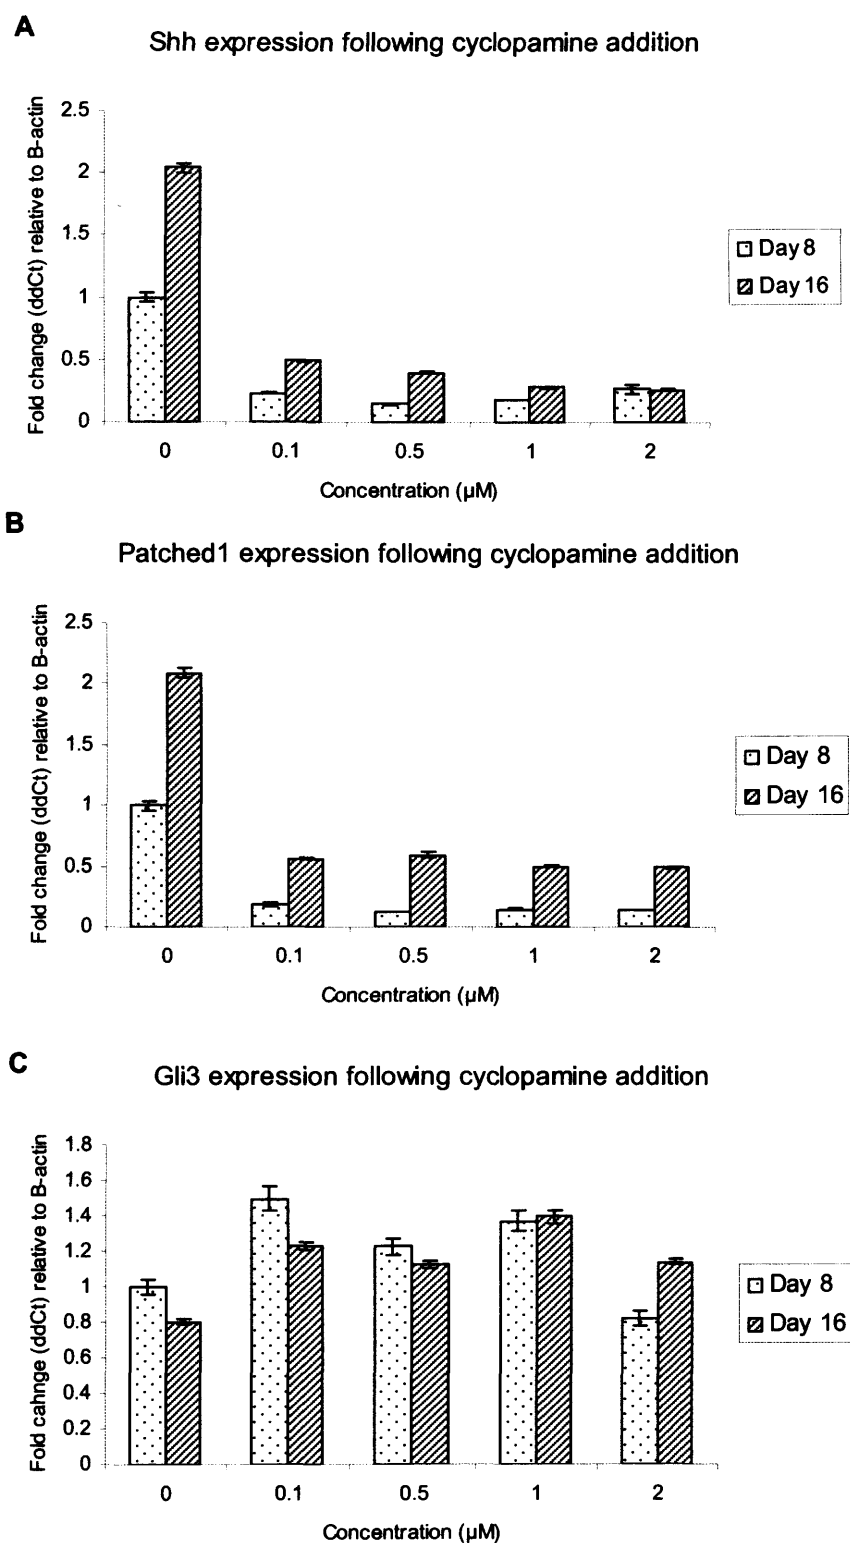 A
Shh expression following cyclopamine addition
Fold change (ddCt) relative to B-actin
2.5
2
1.5
1
0.5
0
0 0.1 0.5 1 2
Concentration (µM)
Day 8
Day 16
B
Patched1 expression following cyclopamine addition
Fold change (ddCt) relative to B-actin
2.5
2
1.5
1
0.5
0
0 0.1 0.5 1 2
Concentration (µM)
Day 8
Day 16
C
Gli3 expression following cyclopamine addition
Fold cahnge (ddCt) relative to B-actin
1.8
1.6
1.4
1.2
1
0.8
0.6
0.4
0.2
0
0 0.1 0.5 1 2
Concentration (µM)
Day 8
Day 16